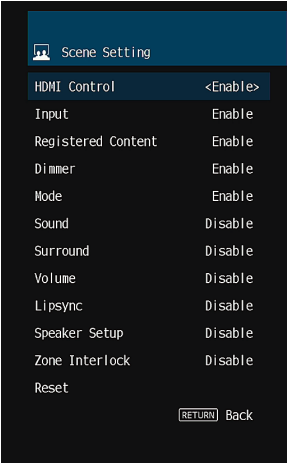 Scene Setting
HDMI Control <Enable>
Input Enable
Registered Content Enable
Dimmer Enable
Mode Enable
Sound Disable
Surround Disable
Volume Disable
Lipsync Disable
Speaker Setup Disable
Zone Interlock Disable
Reset
RETURN Back